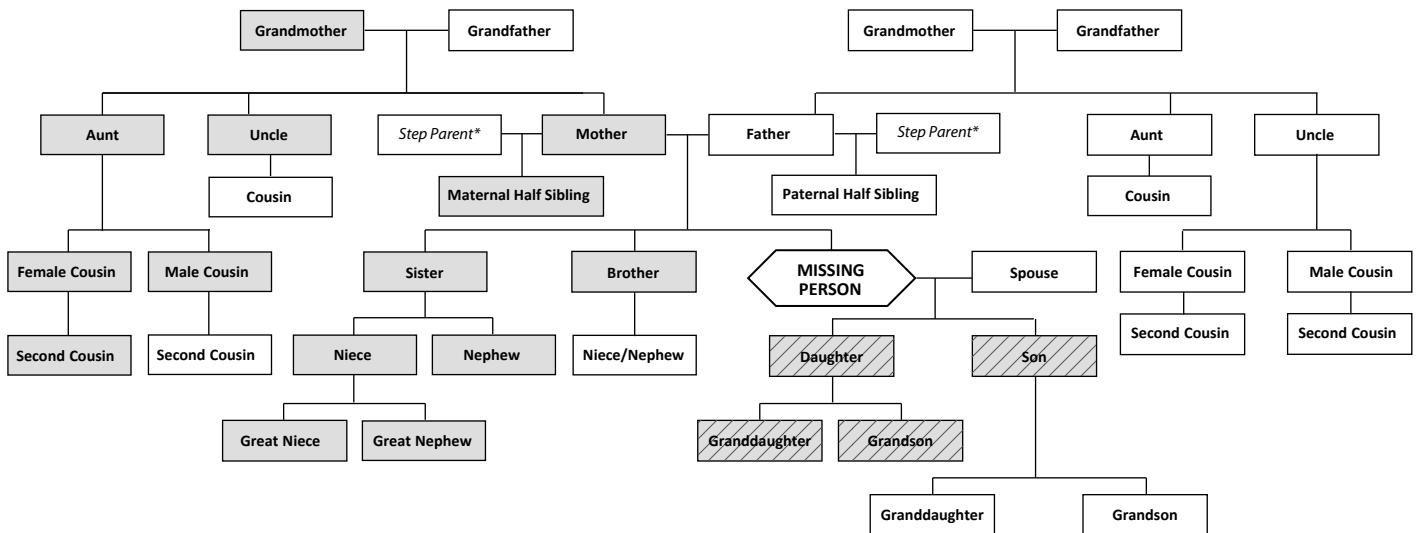 Grandmother
Grandfather
Grandmother
Grandfather
Aunt
Uncle
Step Parent*
Mother
Father
Step Parent*
Aunt
Uncle
Cousin
Maternal Half Sibling
Paternal Half Sibling
Cousin
Female Cousin
Male Cousin
Sister
Brother
MISSING
PERSON
Spouse
Female Cousin
Male Cousin
Second Cousin
Second Cousin
Niece
Nephew
Niece/Nephew
Daughter
Son
Second Cousin
Second Cousin
Great Niece
Great Nephew
Granddaughter
Grandson
Granddaughter
Grandson